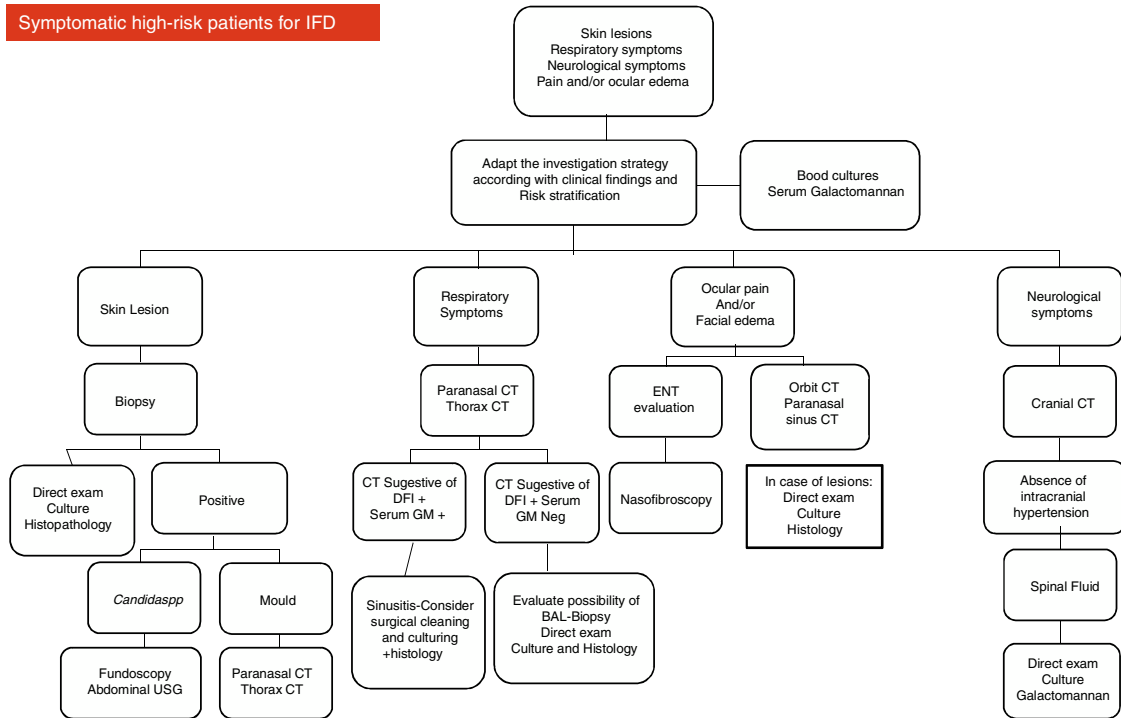 Symptomatic high-risk patients for IFD
Skin lesions
Respiratory symptoms
Neurological symptoms
Pain and/or ocular edema
Adapt the investigation strategy
according with clinical findings and
Risk stratification
Bood cultures
Serum Galactomannan
Skin Lesion
Respiratory
Symptoms
Ocular pain
And/or
Facial edema
Neurological
symptoms
Biopsy
Paranasal CT
Thorax CT
ENT
evaluation
Orbit CT
Paranasal
sinus CT
Cranial CT
Direct exam
Culture
Histopathology
Positive
CT Sugestive of
DFI +
Serum GM +
CT Sugestive of
DFI + Serum
GM Neg
Nasofibroscopy
In case of lesions:
Direct exam
Culture
Histology
Absence of
intracranial
hypertension
Candidaspp
Mould
Sinusitis-Consider
surgical cleaning
and culturing
+histology
Evaluate possibility of
BAL-Biopsy
Direct exam
Culture and Histology
Spinal Fluid
Fundoscopy
Abdominal USG
Paranasal CT
Thorax CT
Direct exam
Culture
Galactomannan